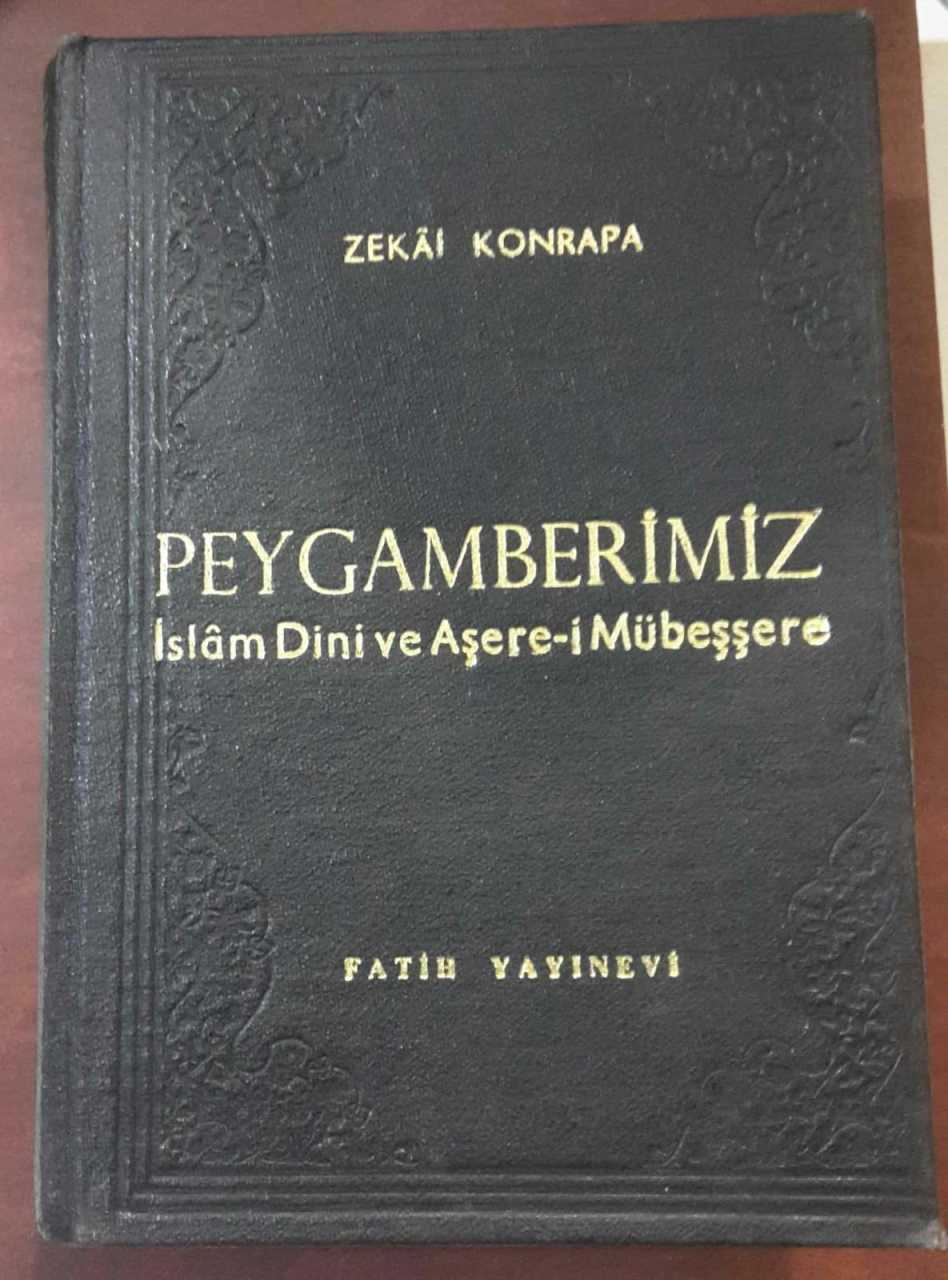 ZEKÂİ KONRAPA
PEYGAMBERİMİZ
İslâm Dini ve Aşere-i Mübeşşere
FATİH YAYINEVİ